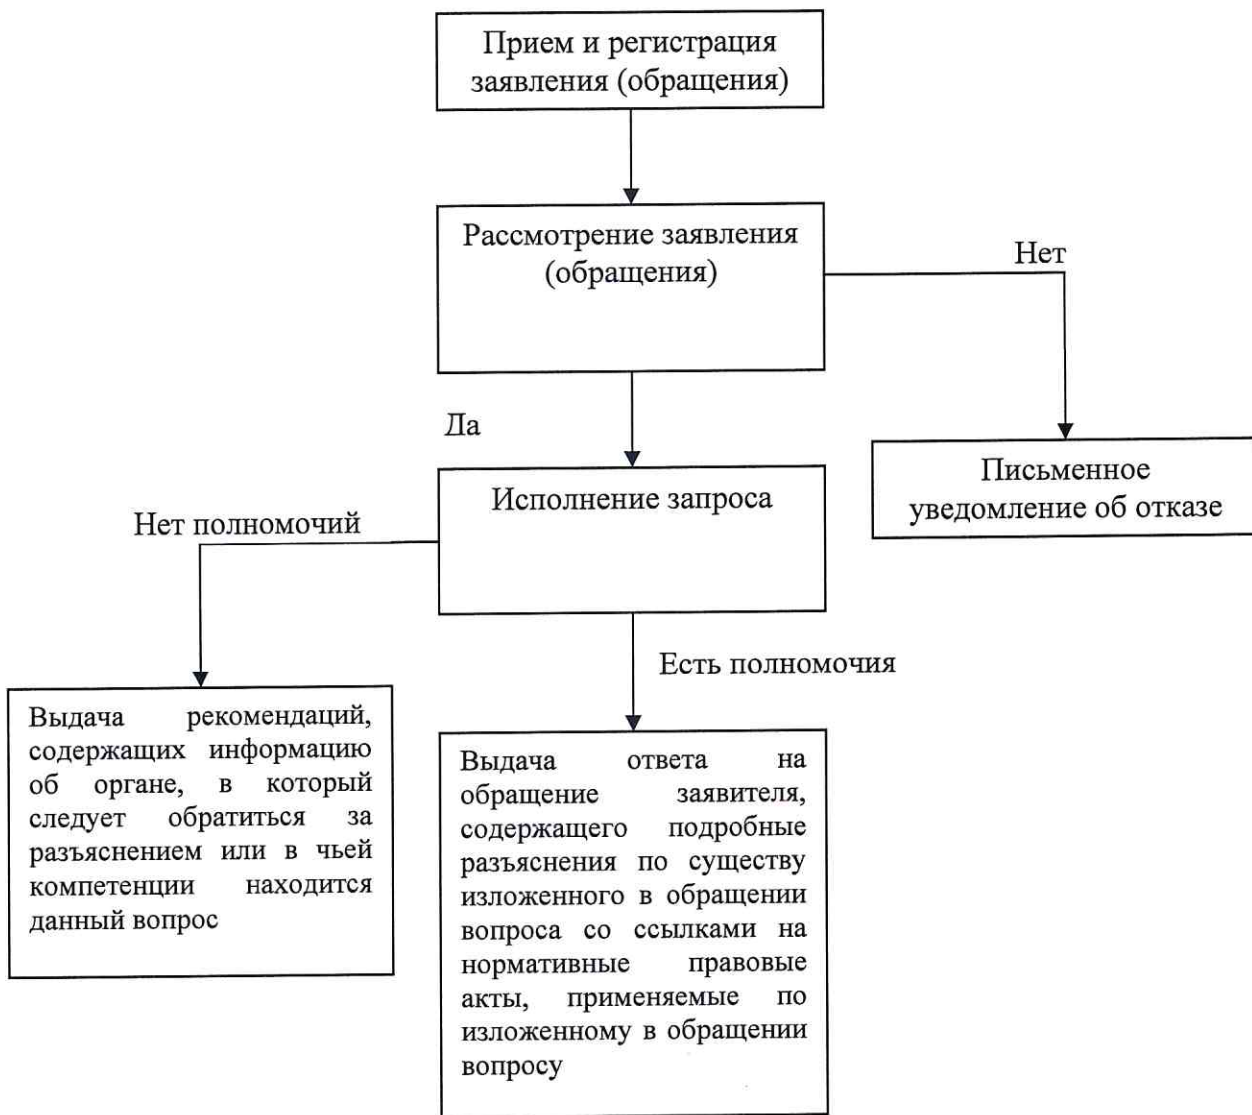 Прием и регистрация
заявления (обращения)
Рассмотрение заявления
(обращения)
Нет
Да
Письменное
уведомление об отказе
Исполнение запроса
Нет полномочий
Есть полномочия
Выдача рекомендаций,
содержащих информацию
об органе, в который
следует обратиться за
разъяснением или в чьей
компетенции находится
данный вопрос
Выдача ответа на
обращение заявителя,
содержащего подробные
разъяснения по существу
изложенного в обращении
вопроса со ссылками на
нормативные правовые
акты, применяемые по
изложенному в обращении
вопросу